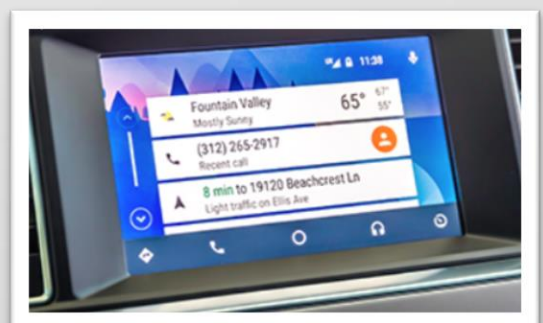 11:38
Fountain Valley
Mostly Sunny
65° 67° 55°
(312) 265-2917
Recent call
8 min to 19120 Beachcrest Ln
Light traffic on Ellis Ave